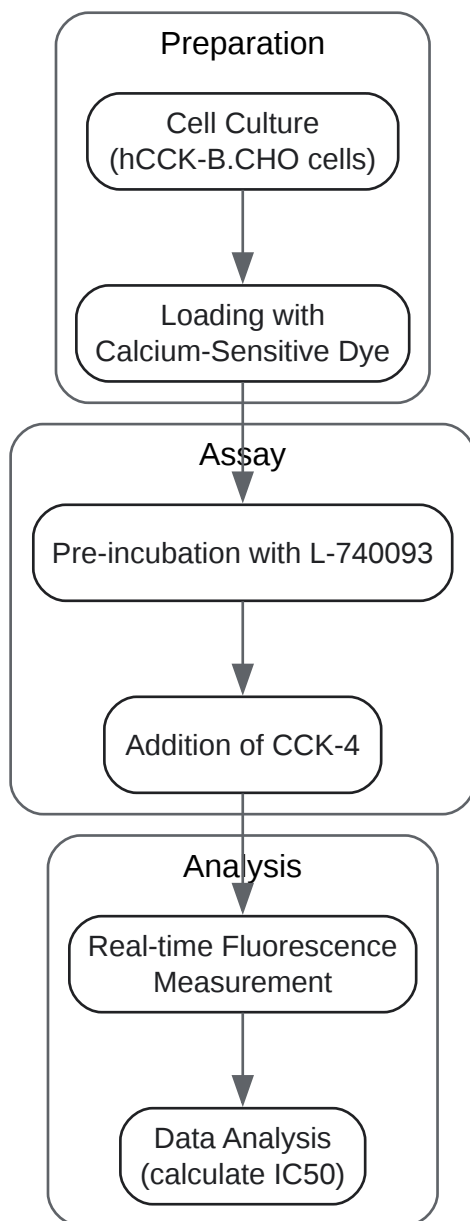 Preparation
Cell Culture
(hCCK-B.CHO cells)
Loading with
Calcium-Sensitive Dye
Assay
Pre-incubation with L-740093
Addition of CCK-4
Analysis
Real-time Fluorescence
Measurement
Data Analysis
(calculate IC50)